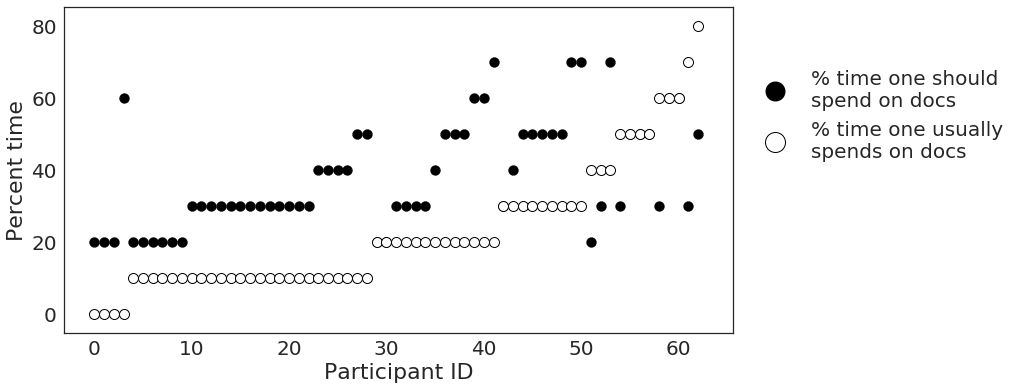 80
60
40
20
0
Percent time
0 10 20 30 40 50 60
Participant ID
% time one should
spend on docs
% time one usually
spends on docs